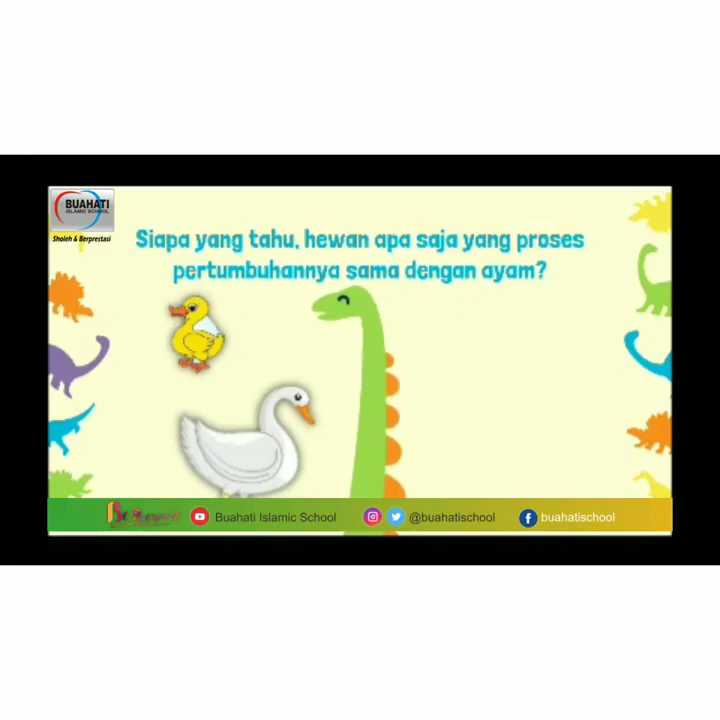 BUAHATI
ISLAMIC SCHOOL
Sholeh & Berprestasi
Siapa yang tahu, hewan apa saja yang proses
pertumbuhannya sama dengan ayam?
Buahati Islamic School
@buahatischool
buahatischool